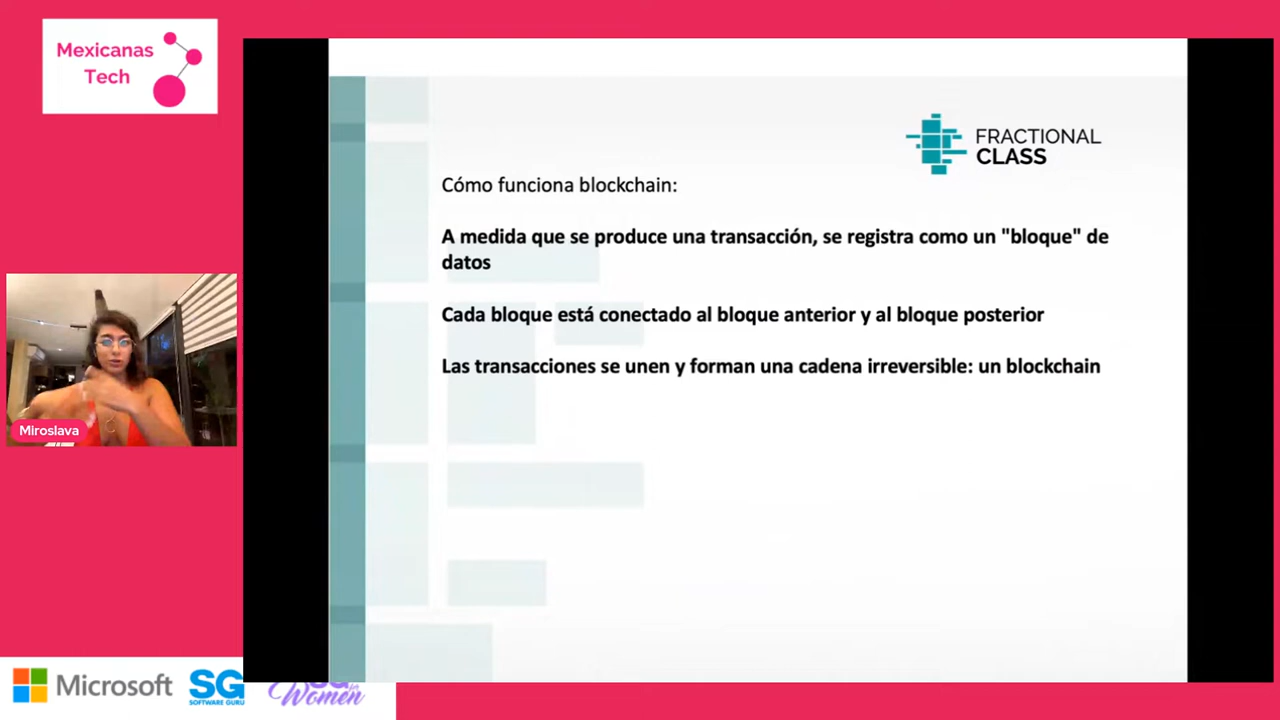 Mexicanas
Tech
FRACTIONAL
CLASS
Cómo funciona blockchain:
A medida que se produce una transacción, se registra como un "bloque" de
datos
Cada bloque está conectado al bloque anterior y al bloque posterior
Las transacciones se unen y forman una cadena irreversible: un blockchain
Miroslava
Microsoft
SG
SOFTWARE GURU
Women